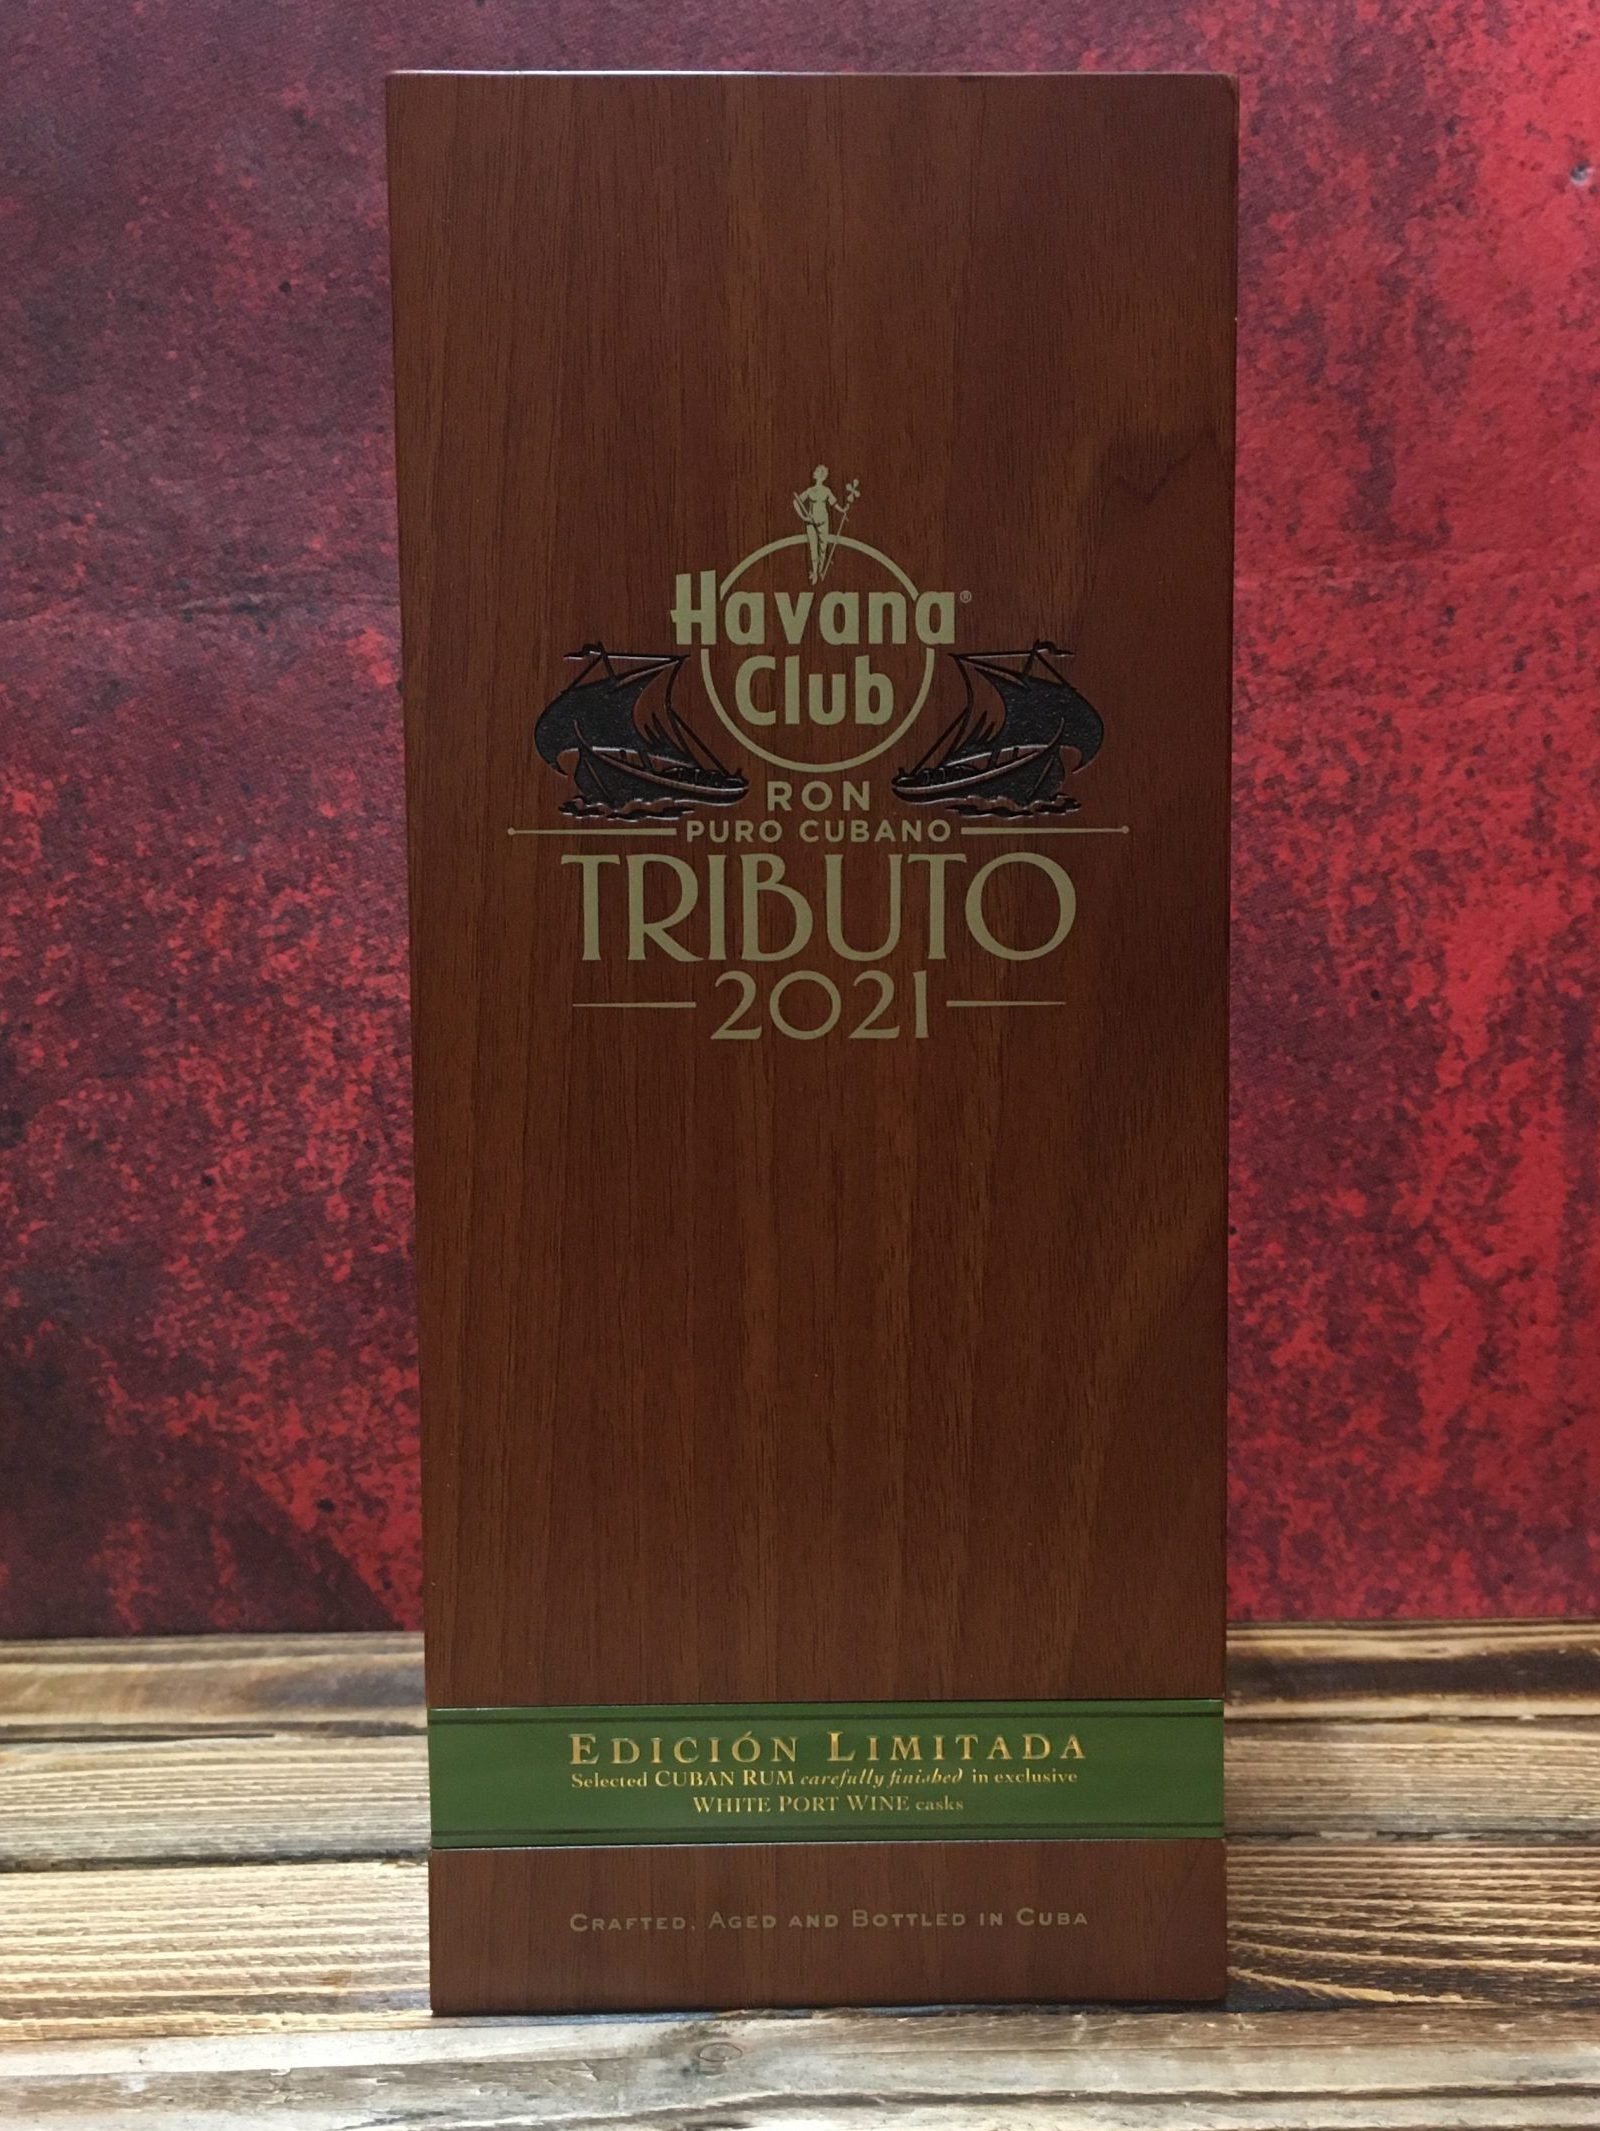 Havana®
Club
RON
PURO CUBANO
TRIBUTO
2021
EDICIÓN LIMITADA
Selected CUBAN RUM carefully finished in exclusive
WHITE PORT WINE casks
CRAFTED, AGED AND BOTTLED IN CUBA